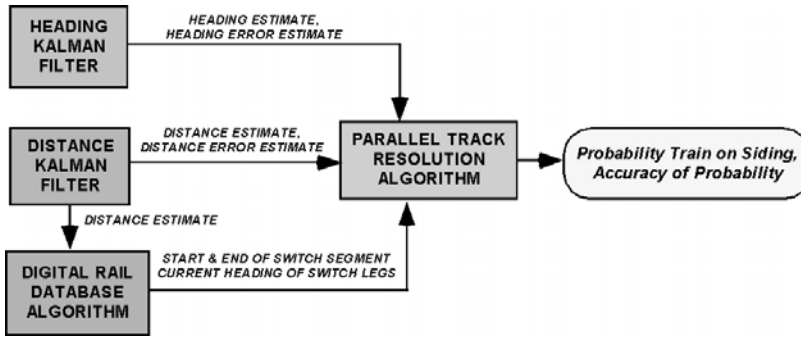 HEADING
KALMAN
FILTER
HEADING ESTIMATE,
HEADING ERROR ESTIMATE
DISTANCE
KALMAN
FILTER
DISTANCE ESTIMATE,
DISTANCE ERROR ESTIMATE
PARALLEL TRACK
RESOLUTION
ALGORITHM
Probability Train on Siding,
Accuracy of Probability
DISTANCE ESTIMATE
DIGITAL RAIL
DATABASE
ALGORITHM
START & END OF SWITCH SEGMENT
CURRENT HEADING OF SWITCH LEGS